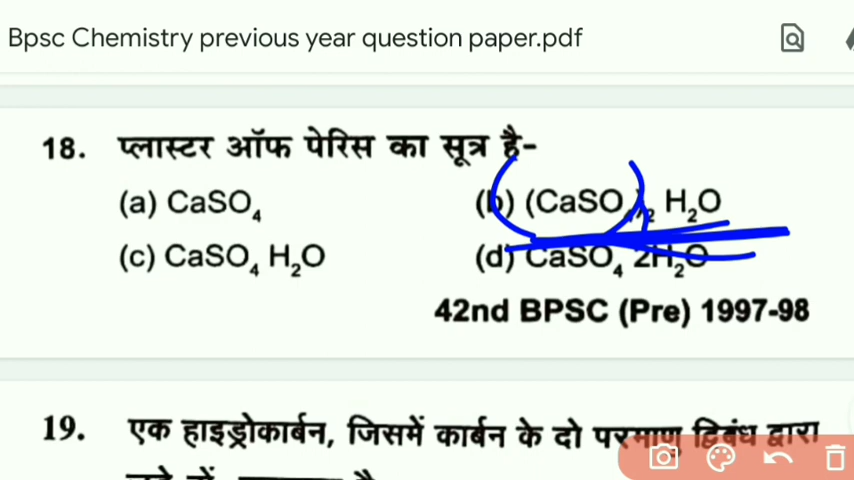 Bpsc Chemistry previous year question paper.pdf
18. प्लास्टर ऑफ पेरिस का सूत्र है-
(a) CaSO₄ (b) (CaSO₄)₂ H₂O
(c) CaSO₄ H₂O (d) CaSO₄ 2H₂O
42nd BPSC (Pre) 1997-98
19. एक हाइड्रोकार्बन, जिसमें कार्बन के दो परमाणु द्विबंध द्वारा